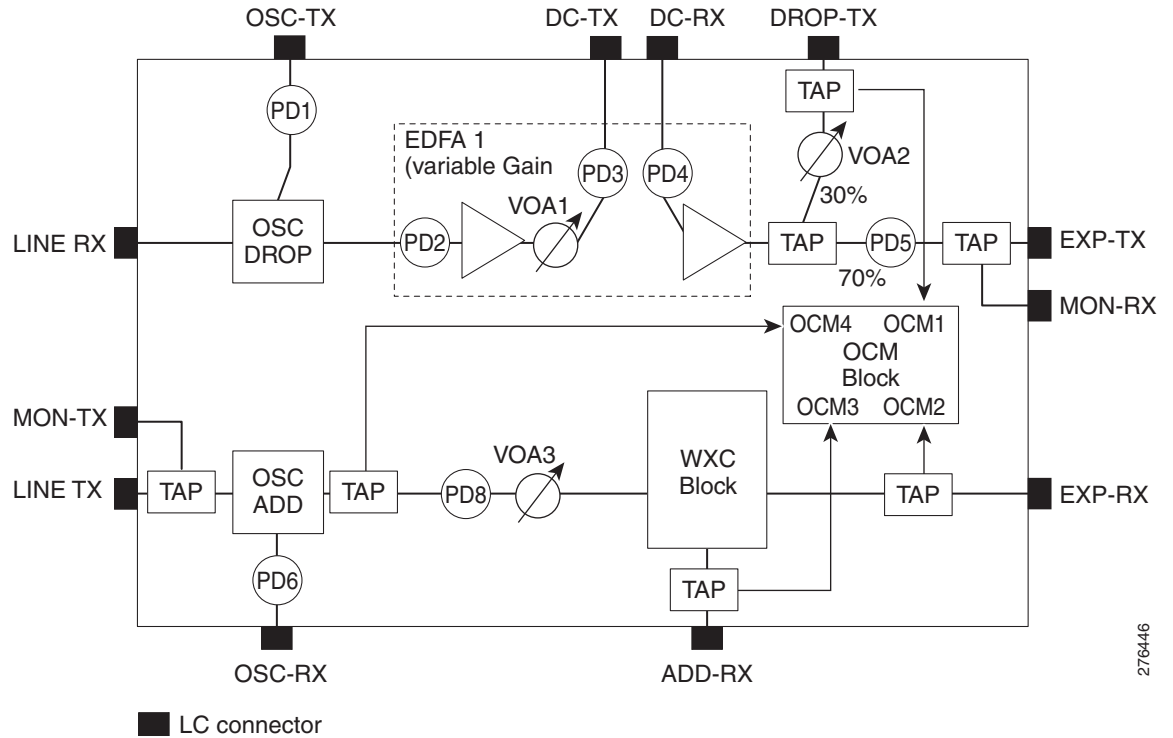 OSC-TX
DC-TX
DC-RX
DROP-TX
TAP
PD1
EDFA 1
(variable Gain
PD3
PD4
VOA2
30%
VOA1
LINE RX
OSC
DROP
PD2
TAP
PD5
TAP
EXP-TX
70%
MON-RX
OCM4
OCM1
OCM
Block
OCM3
OCM2
MON-TX
LINE TX
TAP
OSC
ADD
TAP
PD8
VOA3
WXC
Block
TAP
EXP-RX
PD6
TAP
OSC-RX
ADD-RX
276446
LC connector